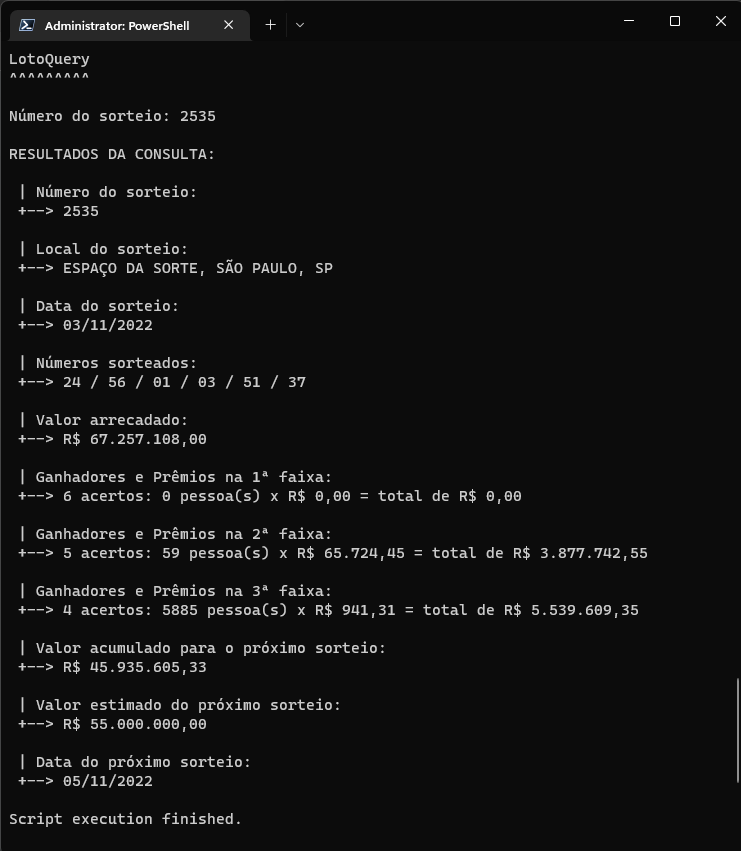 Administrator: PowerShell
LotoQuery
^^^^^^^^^
Número do sorteio: 2535
RESULTADOS DA CONSULTA:
| Número do sorteio:
+--> 2535
| Local do sorteio:
+--> ESPAÇO DA SORTE, SÃO PAULO, SP
| Data do sorteio:
+--> 03/11/2022
| Números sorteados:
+--> 24 / 56 / 01 / 03 / 51 / 37
| Valor arrecadado:
+--> R$ 67.257.108,00
| Ganhadores e Prêmios na 1ª faixa:
+--> 6 acertos: 0 pessoa(s) x R$ 0,00 = total de R$ 0,00
| Ganhadores e Prêmios na 2ª faixa:
+--> 5 acertos: 59 pessoa(s) x R$ 65.724,45 = total de R$ 3.877.742,55
| Ganhadores e Prêmios na 3ª faixa:
+--> 4 acertos: 5885 pessoa(s) x R$ 941,31 = total de R$ 5.539.609,35
| Valor acumulado para o próximo sorteio:
+--> R$ 45.935.605,33
| Valor estimado do próximo sorteio:
+--> R$ 55.000.000,00
| Data do próximo sorteio:
+--> 05/11/2022
Script execution finished.